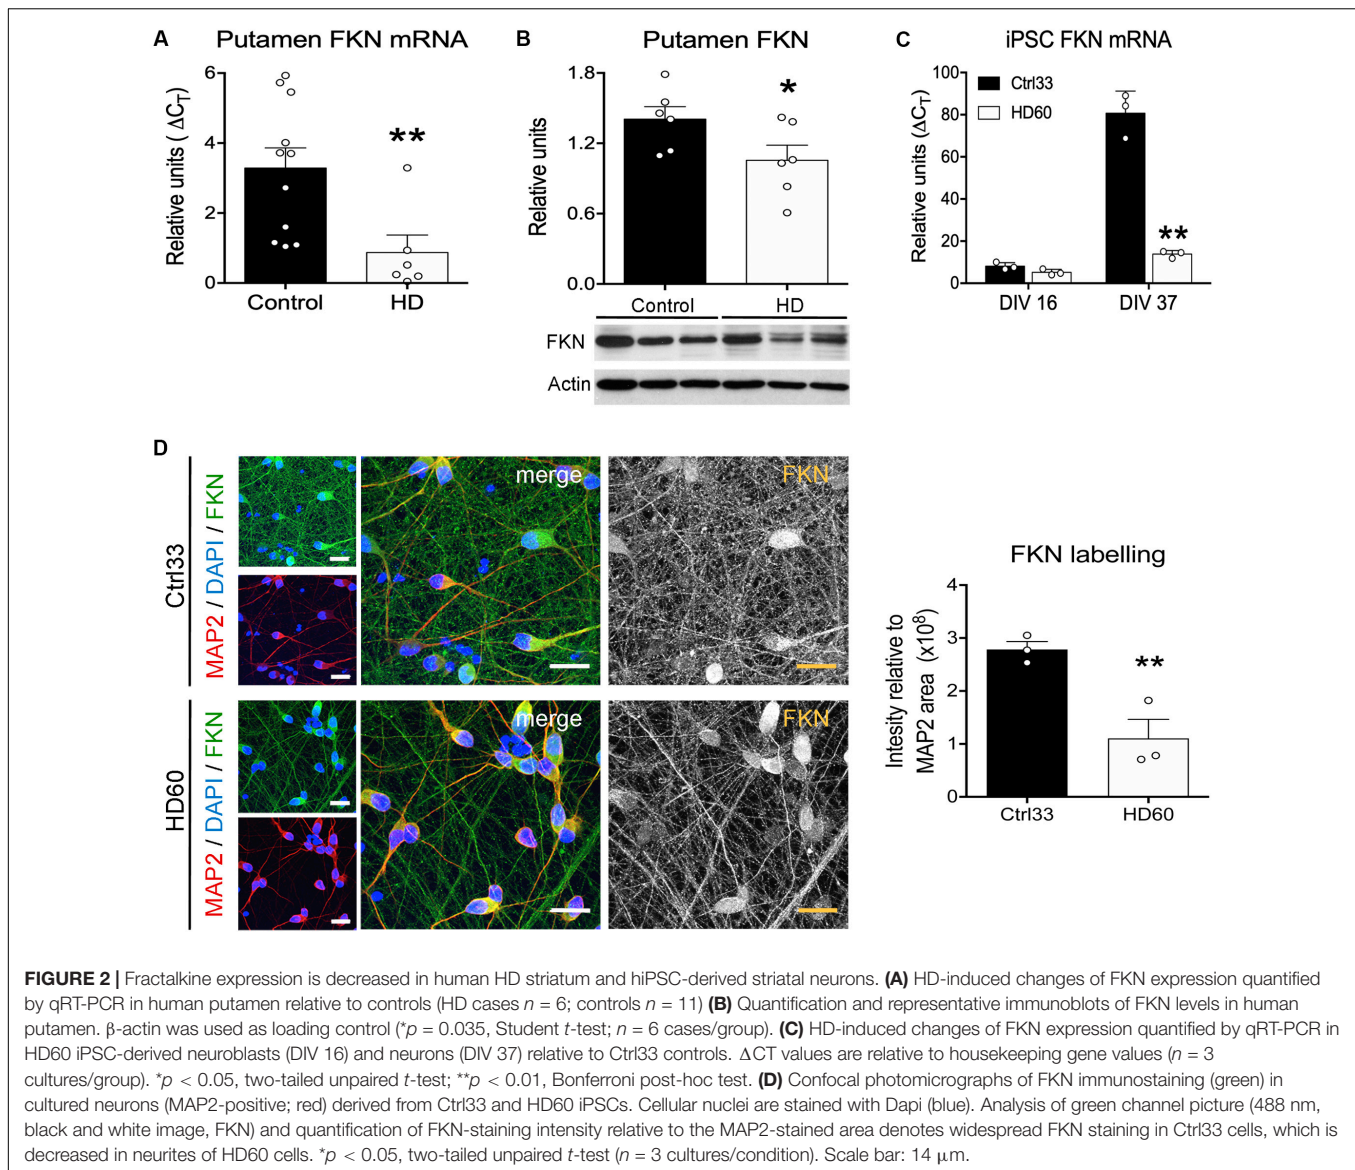 A
Putamen FKN mRNA
Relative units ( ΔCT)
6
4
2
0
**
Control
HD
B
Putamen FKN
Relative units
1.8
1.2
0.6
0.0
*
Control
HD
FKN
Actin
C
iPSC FKN mRNA
Relative units (ΔCT)
100
80
60
40
20
0
Ctrl33
HD60
**
DIV 16
DIV 37
D
Ctrl33
MAP2 / DAPI / FKN
merge
FKN
HD60
MAP2 / DAPI / FKN
merge
FKN
FKN labelling
Intesity relative to
MAP2 area (x10⁸)
4
3
2
1
0
**
Ctrl33
HD60
FIGURE 2 | Fractalkine expression is decreased in human HD striatum and hiPSC-derived striatal neurons. (A) HD-induced changes of FKN expression quantified
by qRT-PCR in human putamen relative to controls (HD cases n = 6; controls n = 11) (B) Quantification and representative immunoblots of FKN levels in human
putamen. β-actin was used as loading control (*p = 0.035, Student t-test; n = 6 cases/group). (C) HD-induced changes of FKN expression quantified by qRT-PCR in
HD60 iPSC-derived neuroblasts (DIV 16) and neurons (DIV 37) relative to Ctrl33 controls. ΔCT values are relative to housekeeping gene values (n = 3
cultures/group). *p < 0.05, two-tailed unpaired t-test; **p < 0.01, Bonferroni post-hoc test. (D) Confocal photomicrographs of FKN immunostaining (green) in
cultured neurons (MAP2-positive; red) derived from Ctrl33 and HD60 iPSCs. Cellular nuclei are stained with Dapi (blue). Analysis of green channel picture (488 nm,
black and white image, FKN) and quantification of FKN-staining intensity relative to the MAP2-stained area denotes widespread FKN staining in Ctrl33 cells, which is
decreased in neurites of HD60 cells. *p < 0.05, two-tailed unpaired t-test (n = 3 cultures/condition). Scale bar: 14 μm.